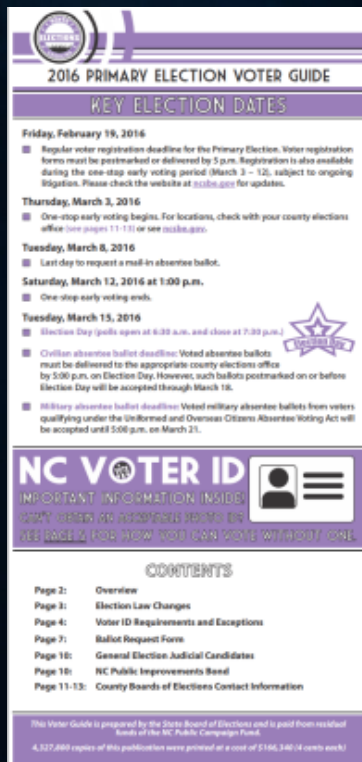 ELECTIONS
2016 PRIMARY ELECTION VOTER GUIDE
KEY ELECTION DATES
Friday, February 19, 2016
Regular voter registration deadline for the Primary Election. Voter registration
forms must be postmarked or delivered by 5 p.m. Registration is also available
during the one-stop early voting period (March 3 – 12), subject to ongoing
litigation. Please check the website at ncsbe.gov for updates.
Thursday, March 3, 2016
One-stop early voting begins. For locations, check with your county elections
office (see pages 11-13) or see ncsbe.gov.
Tuesday, March 8, 2016
Last day to request a mail-in absentee ballot.
Saturday, March 12, 2016 at 1:00 p.m.
One-stop early voting ends.
Tuesday, March 15, 2016
Election Day (polls open at 6:30 a.m. and close at 7:30 p.m.)
Election Day
Civilian absentee ballot deadline: Voted absentee ballots
must be delivered to the appropriate county elections office
by 5:00 p.m. on Election Day. However, such ballots postmarked on or before
Election Day will be accepted through March 18.
Military absentee ballot deadline: Voted military absentee ballots from voters
qualifying under the Uniformed and Overseas Citizens Absentee Voting Act will
be accepted until 5:00 p.m. on March 21.
NC VOTER ID
IMPORTANT INFORMATION INSIDE!
CAN'T OBTAIN AN ACCEPTABLE PHOTO ID?
SEE PAGE FOR HOW YOU CAN VOTE WITHOUT ONE.
CONTENTS
Page 2: Overview
Page 3: Election Law Changes
Page 4: Voter ID Requirements and Exceptions
Page 7: Ballot Request Form
Page 10: General Election Judicial Candidates
Page 10: NC Public Improvements Bond
Page 11-13: County Boards of Elections Contact Information
This Voter Guide is prepared by the State Board of Elections and is paid from residual
funds of the NC Public Campaign Fund.
4,327,800 copies of this publication were printed at a cost of $166,340 (4 cents each)